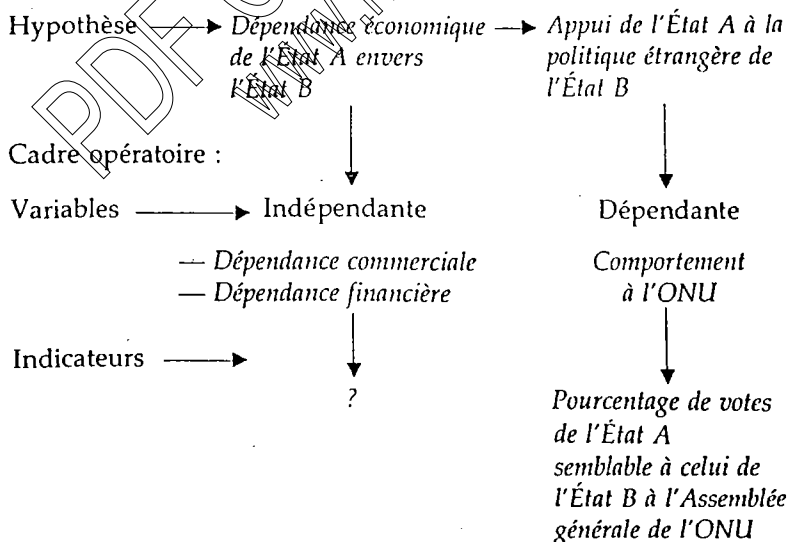 Hypothèse → Dépendance économique → Appui de l'État A à la
de l'État A envers politique étrangère de
l'État B l'État B
Cadre opératoire :
Variables → Indépendante Dépendante
— Dépendance commerciale Comportement
— Dépendance financière à l'ONU
Indicateurs →
? Pourcentage de votes
de l'État A
semblable à celui de
l'État B à l'Assemblée
générale de l'ONU